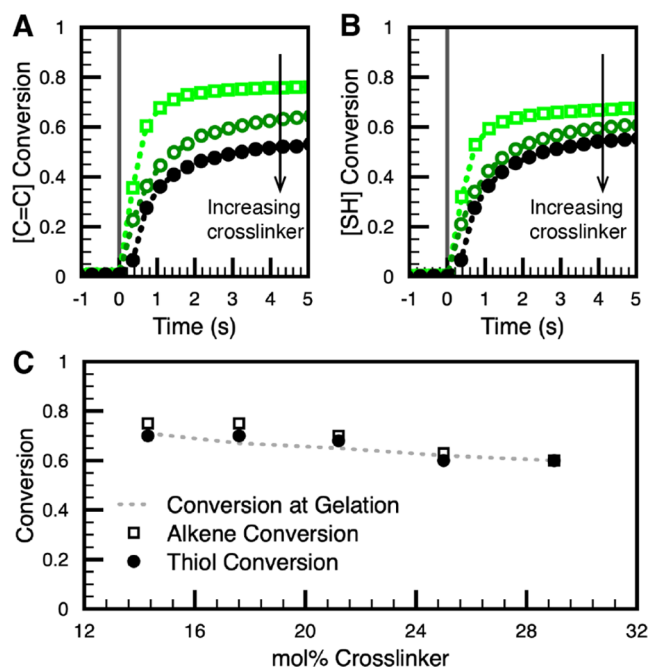 A
B
[C=C] Conversion
[SH] Conversion
1
0.8
0.6
0.4
0.2
0
1
0.8
0.6
0.4
0.2
0
Increasing
crosslinker
Increasing
crosslinker
-1 0 1 2 3 4 5
-1 0 1 2 3 4 5
Time (s)
Time (s)
C
Conversion
1
0.8
0.6
0.4
0.2
0
Conversion at Gelation
Alkene Conversion
Thiol Conversion
12 16 20 24 28 32
mol% Crosslinker